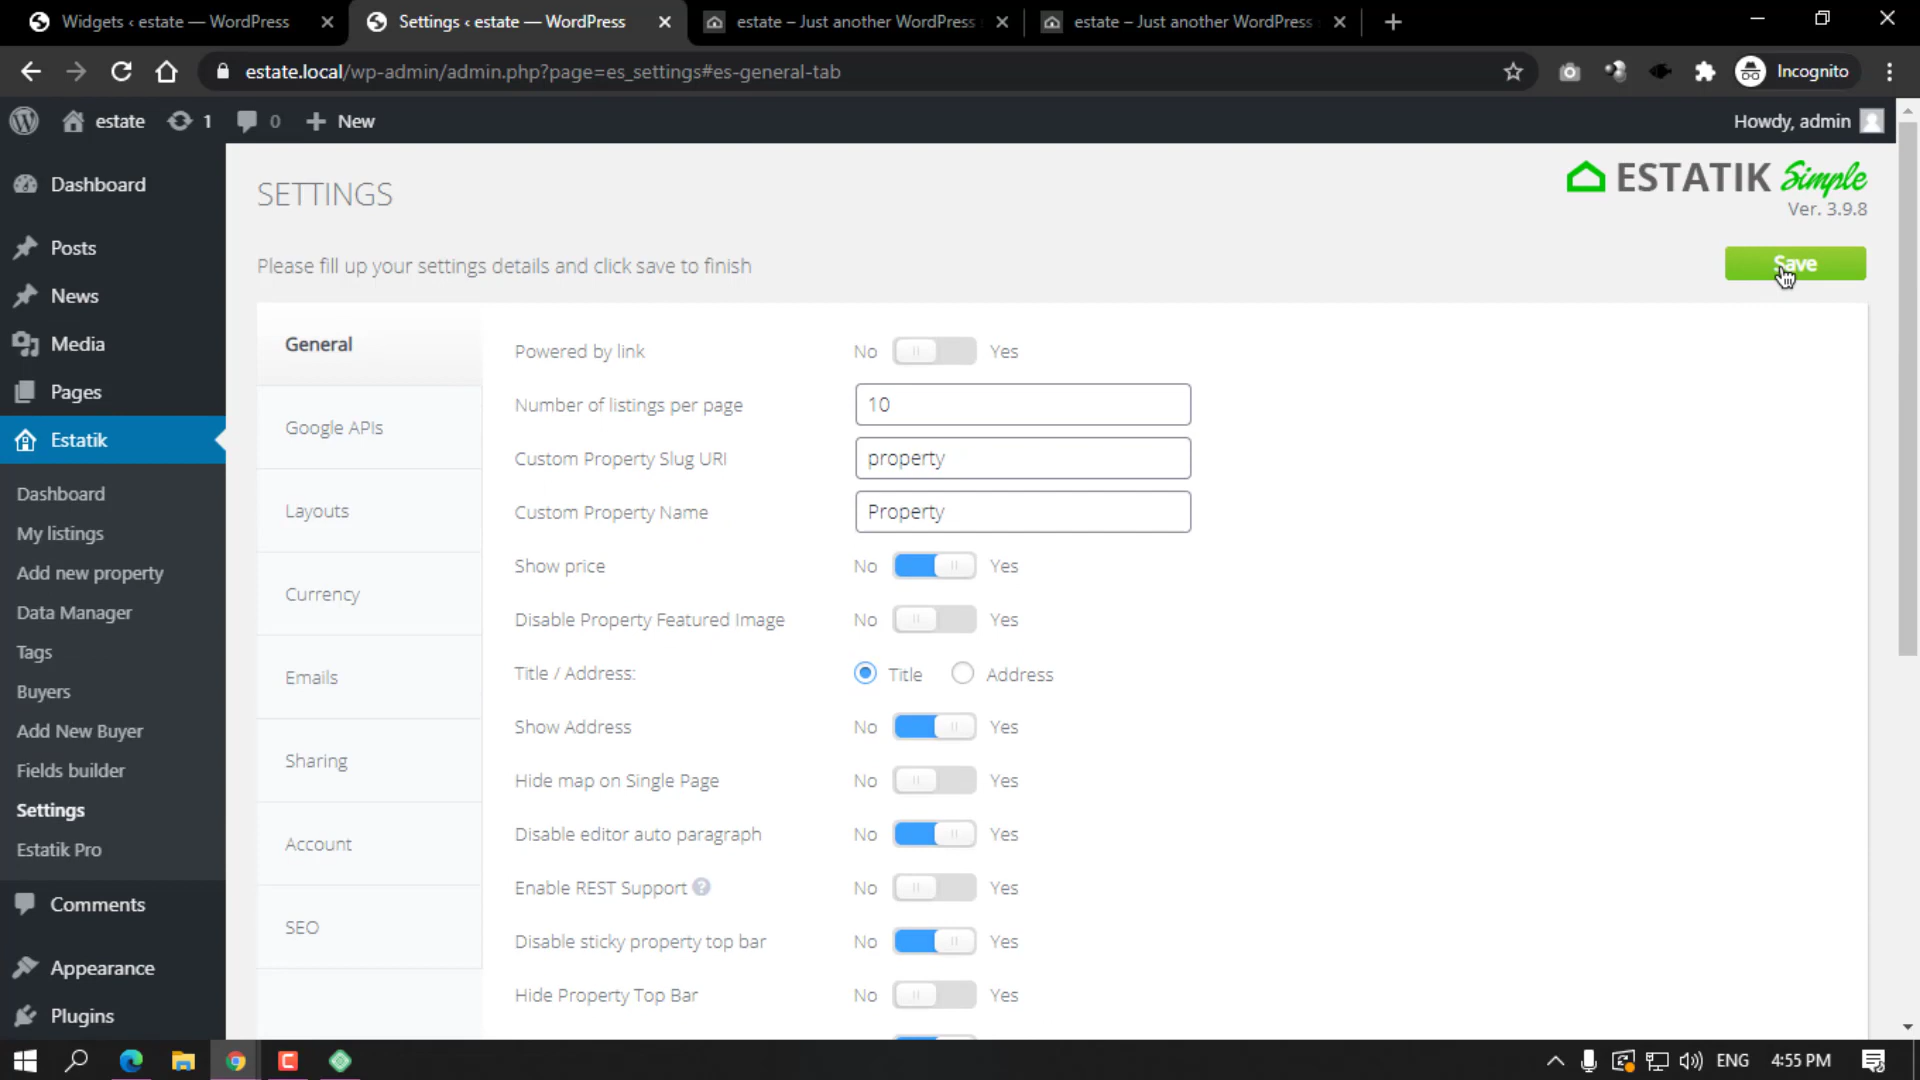 Widgets ‹ estate — WordPress
Settings ‹ estate — WordPress
estate – Just another WordPress
estate – Just another WordPress
estate.local/wp-admin/admin.php?page=es_settings#es-general-tab
Incognito
estate
1
0
New
Howdy, admin
Dashboard
Posts
News
Media
Pages
Estatik
Dashboard
My listings
Add new property
Data Manager
Tags
Buyers
Add New Buyer
Fields builder
Settings
Estatik Pro
Comments
Appearance
Plugins
SETTINGS
ESTATIK Simple
Ver. 3.9.8
Please fill up your settings details and click save to finish
Save
General
Google APIs
Layouts
Currency
Emails
Sharing
Account
SEO
Powered by link No Yes
Number of listings per page 10
Custom Property Slug URI property
Custom Property Name Property
Show price No Yes
Disable Property Featured Image No Yes
Title / Address: Title Address
Show Address No Yes
Hide map on Single Page No Yes
Disable editor auto paragraph No Yes
Enable REST Support ? No Yes
Disable sticky property top bar No Yes
Hide Property Top Bar No Yes
ENG
4:55 PM